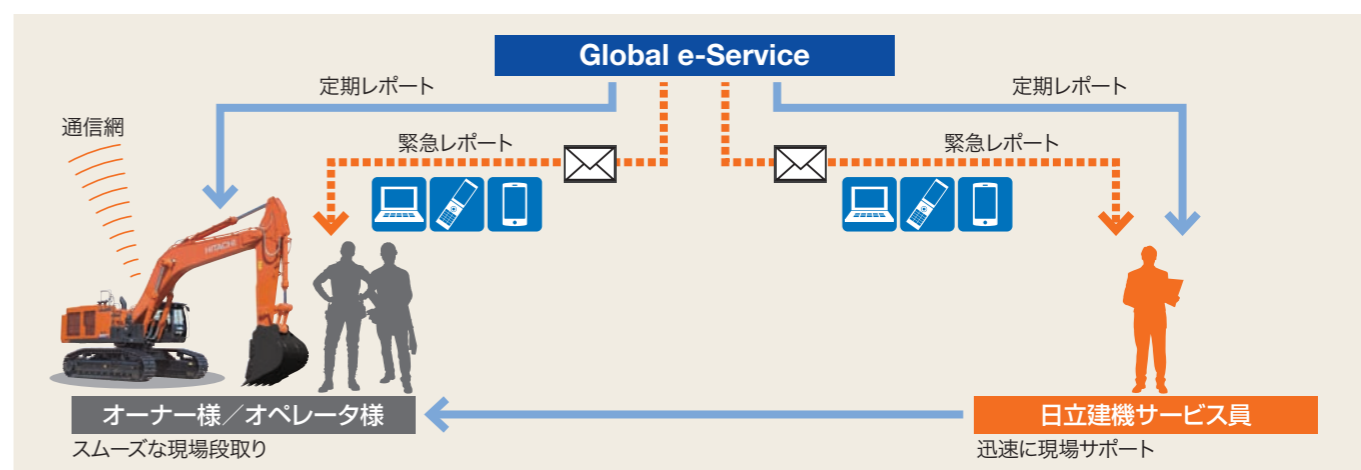 Global e-Service
定期レポート
定期レポート
通信網
緊急レポート
緊急レポート
HITACHI
オーナー様／オペレータ様
日立建機サービス員
スムーズな現場段取り
迅速に現場サポート